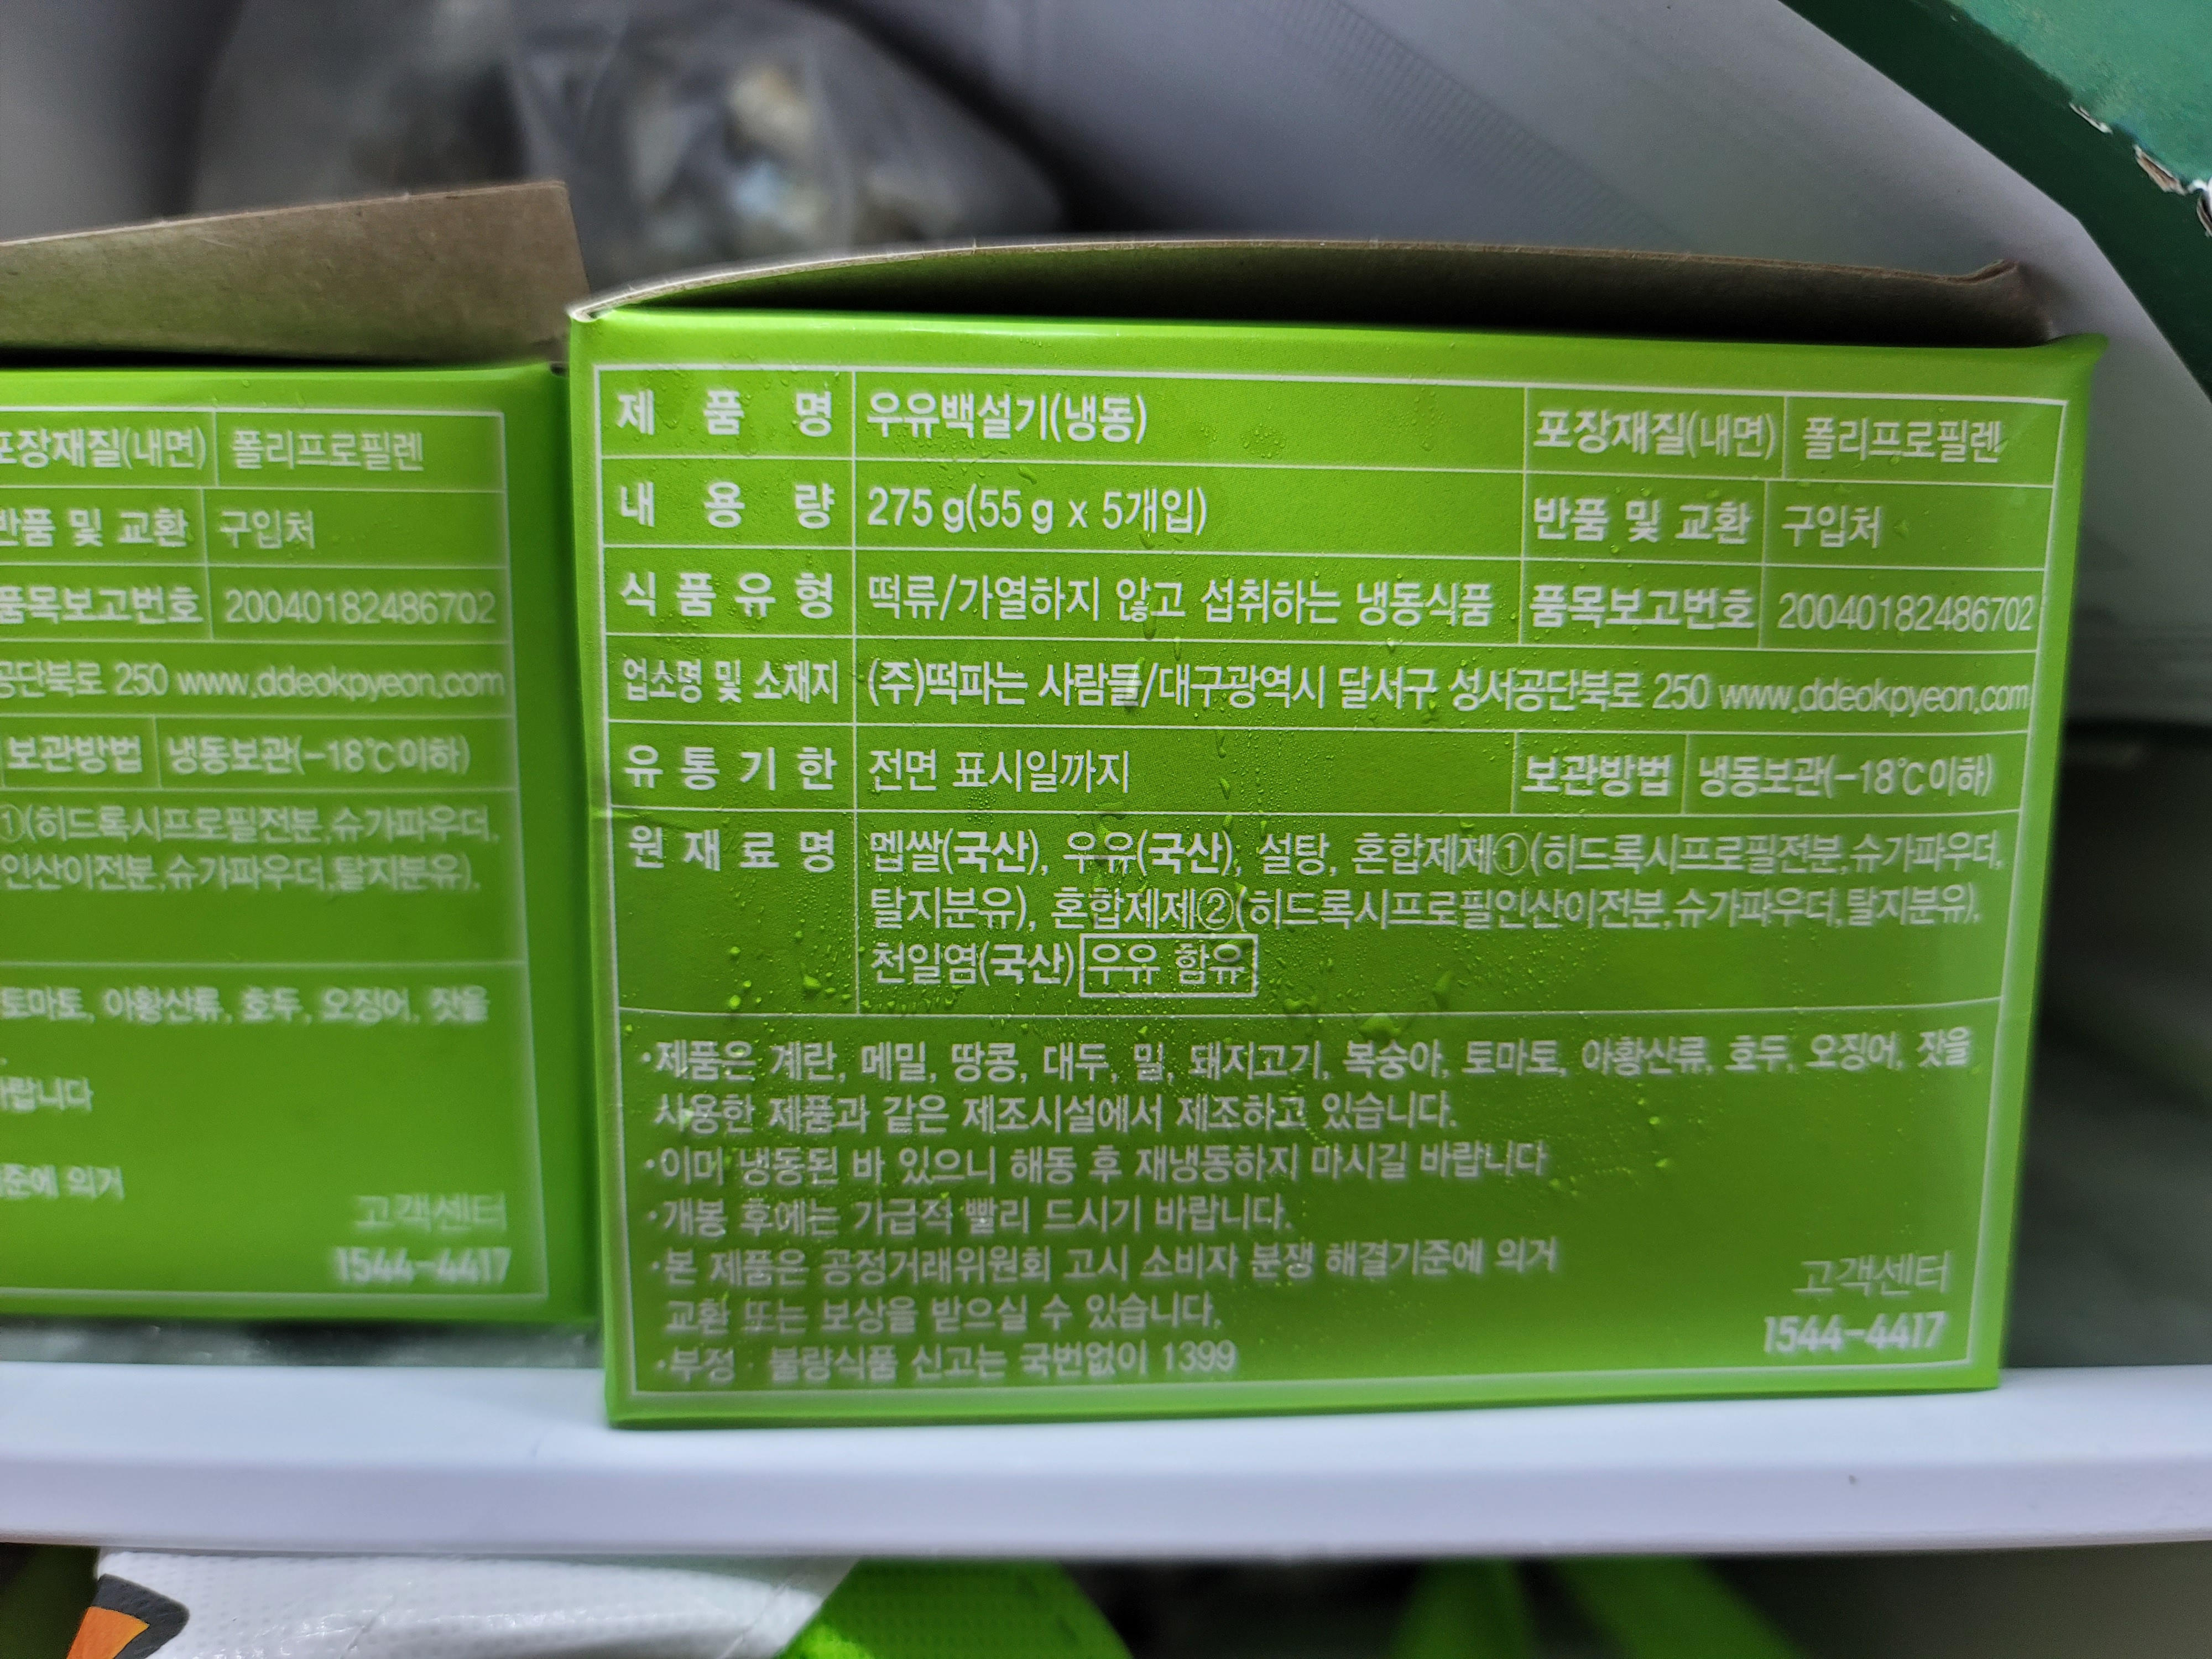 포장재질(내면) 폴리프로필렌
반품 및 교환 구입처
품목보고번호 20040182486702
공단북로 250 www.ddeokpyeon.com
보관방법 냉동보관(-18℃이하)
①(히드록시프로필전분,슈가파우더,
인산이전분,슈가파우더,탈지분유),
토마토, 아황산류, 호두, 오징어, 잣을
바랍니다
준에 의거
고객센터
1544-4417
제품명 우유백설기(냉동) 포장재질(내면) 폴리프로필렌
내용량 275 g(55 g x 5개입) 반품 및 교환 구입처
식품유형 떡류/가열하지 않고 섭취하는 냉동식품 품목보고번호 20040182486702
업소명 및 소재지 (주)떡파는 사람들/대구광역시 달서구 성서공단북로 250 www.ddeokpyeon.com
유통기한 전면 표시일까지 보관방법 냉동보관(-18℃이하)
원재료명 멥쌀(국산), 우유(국산), 설탕, 혼합제제①(히드록시프로필전분,슈가파우더,
탈지분유), 혼합제제②(히드록시프로필인산이전분,슈가파우더,탈지분유),
천일염(국산) 우유 함유
·제품은 계란, 메밀, 땅콩, 대두, 밀, 돼지고기, 복숭아, 토마토, 아황산류, 호두, 오징어, 잣을
사용한 제품과 같은 제조시설에서 제조하고 있습니다.
·이미 냉동된 바 있으니 해동 후 재냉동하지 마시길 바랍니다
·개봉 후에는 가급적 빨리 드시기 바랍니다.
·본 제품은 공정거래위원회 고시 소비자 분쟁 해결기준에 의거
교환 또는 보상을 받으실 수 있습니다.
·부정·불량식품 신고는 국번없이 1399
고객센터
1544-4417